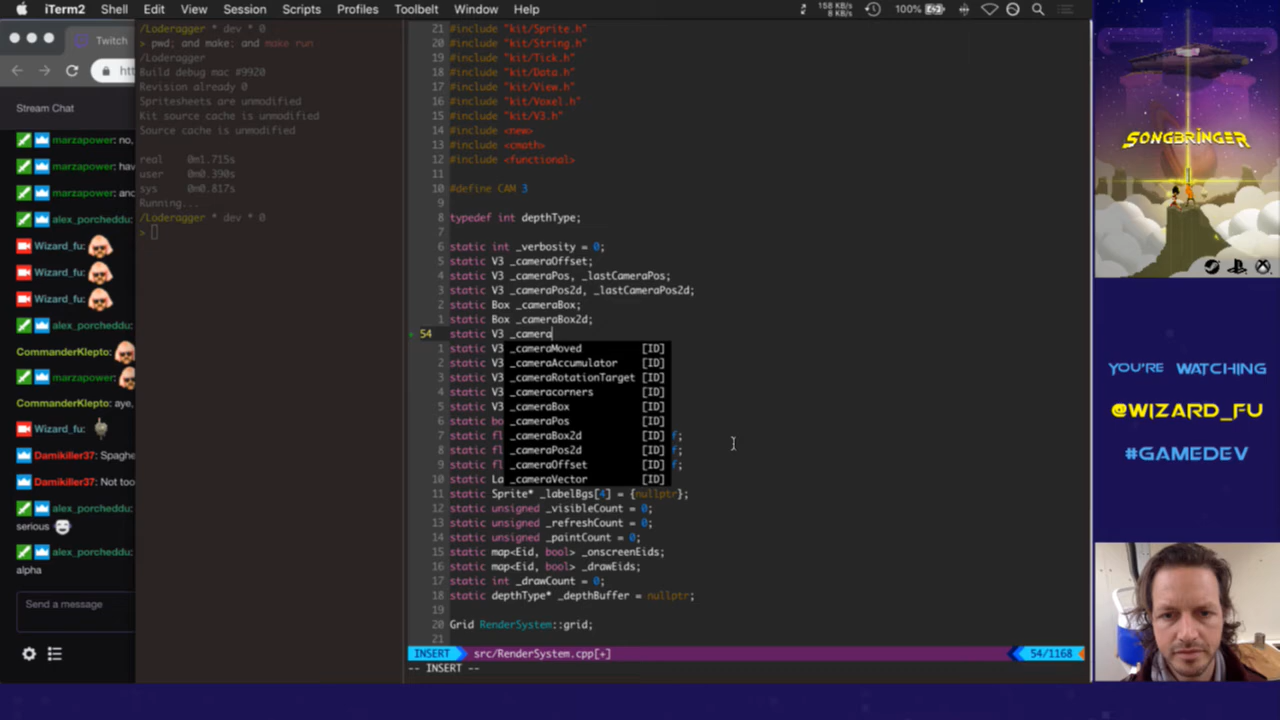 iTerm2 Shell Edit View Session Scripts Profiles Toolbelt Window Help
158 KB/s
8 KB/s
100%
Twitch
Stream Chat
marzapower: no,
marzapower: hav
marzapower: and
alex_porcheddu:
Wizard_fu:
Wizard_fu:
Wizard_fu:
alex_porcheddu:
CommanderKlepto:
marzapower:
CommanderKlepto: aye,
Wizard_fu:
Damikiller37: Spaghe
Damikiller37: Not too
alex_porcheddu:
serious
alex_porcheddu:
alpha
Send a message
/Loderagger * dev * 0
> pwd; and make; and make run
/Loderagger
Build debug mac #9920
Revision already 0
Spritesheets are unmodified
Kit source cache is unmodified
Source cache is unmodified
real 0m1.715s
user 0m0.390s
sys 0m0.817s
Running...
/Loderagger * dev * 0
>
21 #include "kit/Sprite.h"
20 #include "kit/String.h"
19 #include "kit/Tick.h"
18 #include "kit/Data.h"
17 #include "kit/View.h"
16 #include "kit/Voxel.h"
15 #include "kit/V3.h"
14 #include <new>
13 #include <cmath>
12 #include <functional>
11
10 #define CAM 3
9
8 typedef int depthType;
7
6 static int _verbosity = 0;
5 static V3 _cameraOffset;
4 static V3 _cameraPos, _lastCameraPos;
3 static V3 _cameraPos2d, _lastCameraPos2d;
2 static Box _cameraBox;
1 static Box _cameraBox2d;
54 static V3 _camera
1 static V3 _cameraMoved [ID]
2 static V3 _cameraAccumulator [ID]
3 static V3 _cameraRotationTarget [ID]
4 static V3 _cameracorners [ID]
5 static V3 _cameraBox [ID]
6 static bo _cameraPos [ID]
7 static fl _cameraBox2d [ID] f;
8 static fl _cameraPos2d [ID] f;
9 static fl _cameraOffset [ID] f;
10 static La _cameraVector [ID]
11 static Sprite* _labelBgs[4] = {nullptr};
12 static unsigned _visibleCount = 0;
13 static unsigned _refreshCount = 0;
14 static unsigned _paintCount = 0;
15 static map<Eid, bool> _onscreenEids;
16 static map<Eid, bool> _drawEids;
17 static int _drawCount = 0;
18 static depthType* _depthBuffer = nullptr;
19
20 Grid RenderSystem::grid;
21
INSERT src/RenderSystem.cpp[+] 54/1168
-- INSERT --
SONGBRINGER
YOU'RE WATCHING
@WIZARD_FU
#GAMEDEV